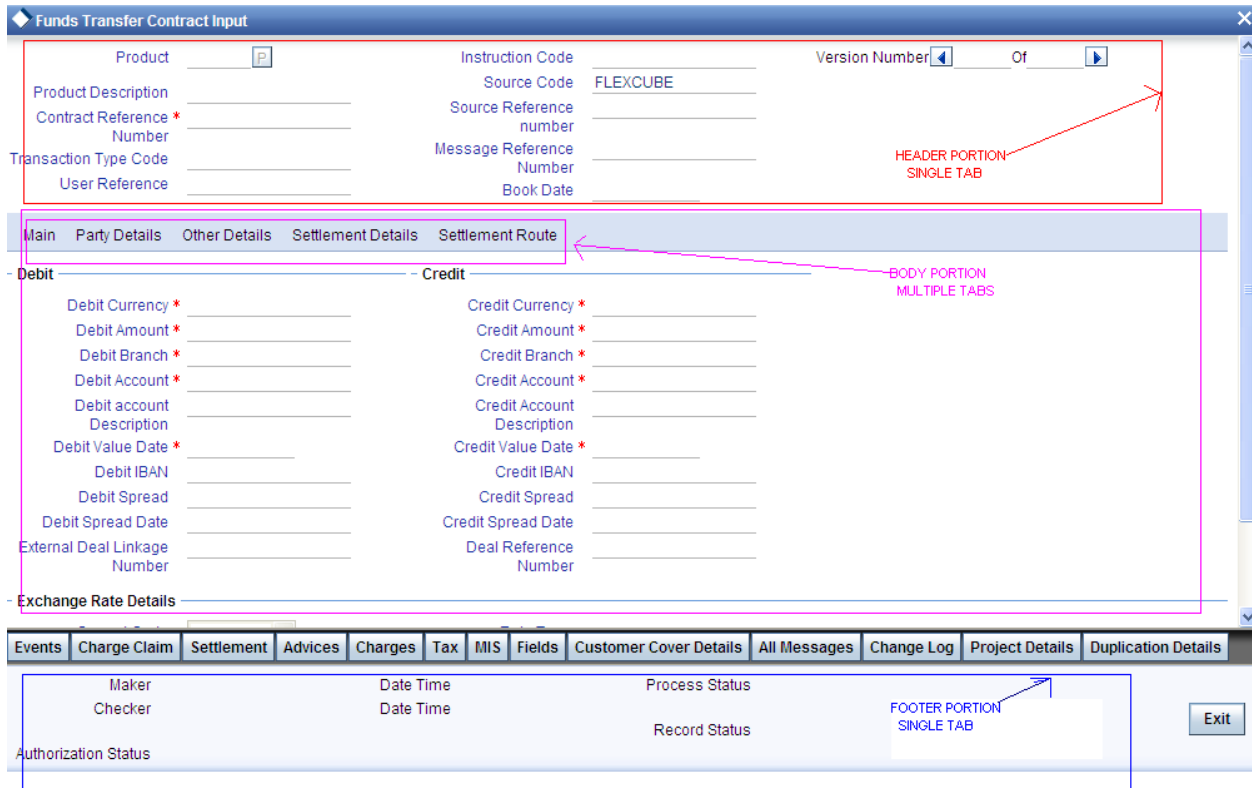 Funds Transfer Contract Input
Product P Instruction Code Version Number Of
Source Code FLEXCUBE
Product Description
Source Reference number
Contract Reference * Number
Message Reference Number
HEADER PORTION
SINGLE TAB
Transaction Type Code
User Reference
Book Date
Main Party Details Other Details Settlement Details Settlement Route
BODY PORTION
MULTIPLE TABS
Debit Credit
Debit Currency * Credit Currency *
Debit Amount * Credit Amount *
Debit Branch * Credit Branch *
Debit Account * Credit Account *
Debit account Description Credit Account Description
Debit Value Date * Credit Value Date *
Debit IBAN Credit IBAN
Debit Spread Credit Spread
Debit Spread Date Credit Spread Date
External Deal Linkage Number Deal Reference Number
Exchange Rate Details
Events Charge Claim Settlement Advices Charges Tax MIS Fields Customer Cover Details All Messages Change Log Project Details Duplication Details
Maker Date Time Process Status
Checker Date Time
FOOTER PORTION
SINGLE TAB
Exit
Record Status
Authorization Status